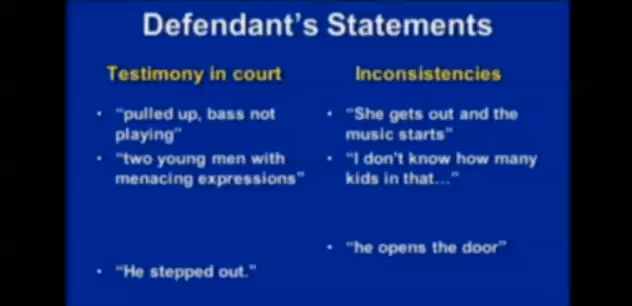 Defendant's Statements
Testimony in court
• "pulled up, bass not
playing"
• "two young men with
menacing expressions"
• "He stepped out."
Inconsistencies
• "She gets out and the
music starts"
• "I don't know how many
kids in that…"
• "he opens the door"